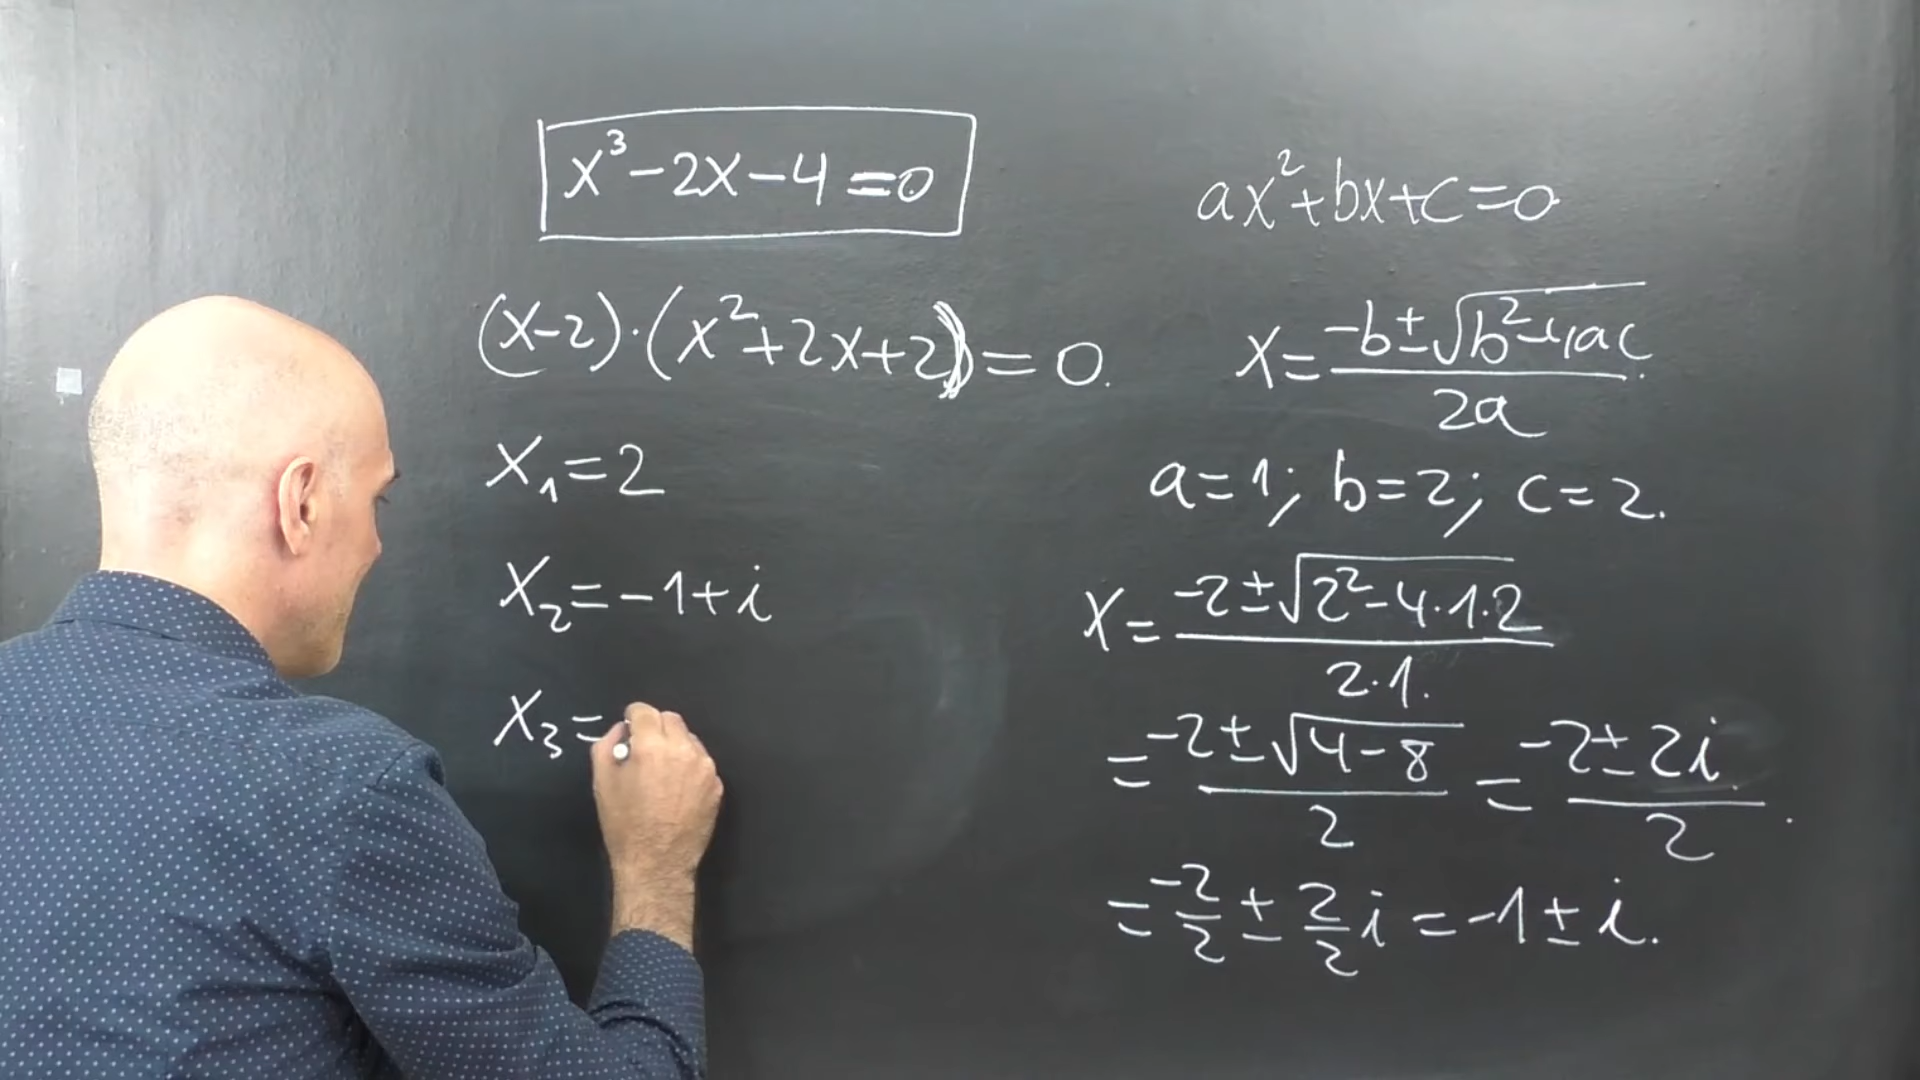 x³-2x-4=0
(x-2)·(x²+2x+2)=0.
x₁=2
x₂=-1+i
x₃=
ax²+bx+c=0
x=(-b±√(b²-4ac))/(2a)
a=1; b=2; c=2.
x=(-2±√(2²-4·1·2))/(2·1).
=(-2±√(4-8))/2=(-2±2i)/2.
=-2/2±2/2i=-1±i.